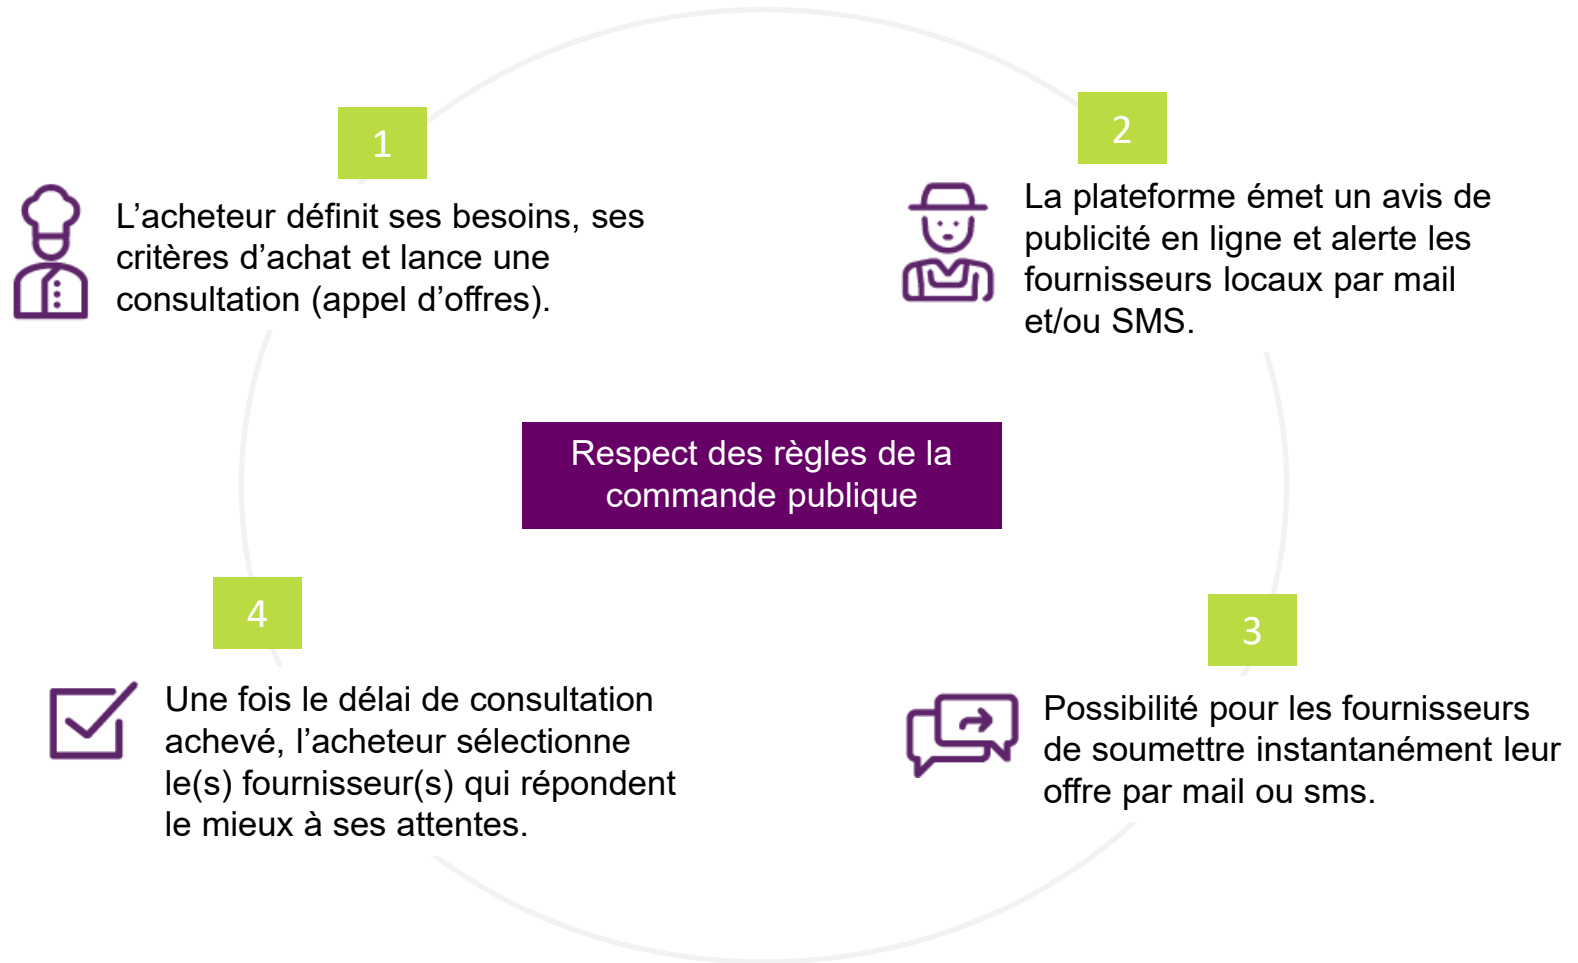 1
L’acheteur définit ses besoins, ses
critères d’achat et lance une
consultation (appel d’offres).
2
La plateforme émet un avis de
publicité en ligne et alerte les
fournisseurs locaux par mail
et/ou SMS.
Respect des règles de la
commande publique
3
Possibilité pour les fournisseurs
de soumettre instantanément leur
offre par mail ou sms.
4
Une fois le délai de consultation
achevé, l’acheteur sélectionne
le(s) fournisseur(s) qui répondent
le mieux à ses attentes.